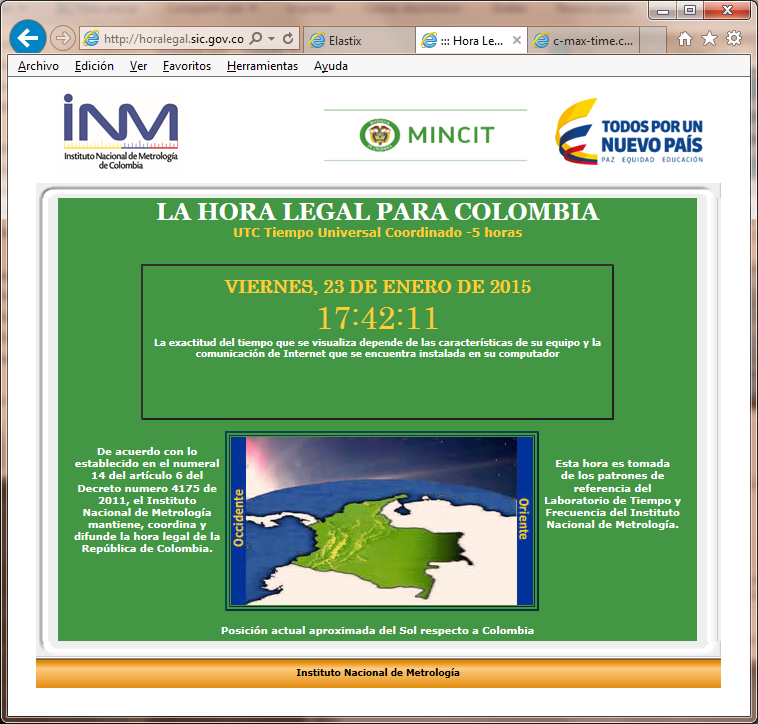 http://horalegal.sic.gov.co
Elastix
::: Hora Le...
c-max-time.c...
Archivo Edición Ver Favoritos Herramientas Ayuda
INM
Instituto Nacional de Metrología
de Colombia
MINCIT
TODOS POR UN
NUEVO PAÍS
PAZ EQUIDAD EDUCACIÓN
LA HORA LEGAL PARA COLOMBIA
UTC Tiempo Universal Coordinado -5 horas
VIERNES, 23 DE ENERO DE 2015
17:42:11
La exactitud del tiempo que se visualiza depende de las características de su equipo y la
comunicación de Internet que se encuentra instalada en su computador
De acuerdo con lo
establecido en el numeral
14 del artículo 6 del
Decreto numero 4175 de
2011, el Instituto
Nacional de Metrología
mantiene, coordina y
difunde la hora legal de la
República de Colombia.
Occidente
Oriente
Esta hora es tomada
de los patrones de
referencia del
Laboratorio de Tiempo y
Frecuencia del Instituto
Nacional de Metrología.
Posición actual aproximada del Sol respecto a Colombia
Instituto Nacional de Metrología